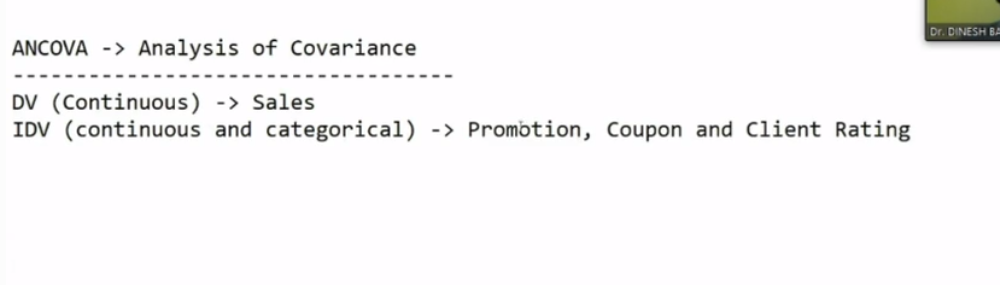 Dr. DINESH BA
ANCOVA -> Analysis of Covariance
-----------------------------------
DV (Continuous) -> Sales
IDV (continuous and categorical) -> Promotion, Coupon and Client Rating